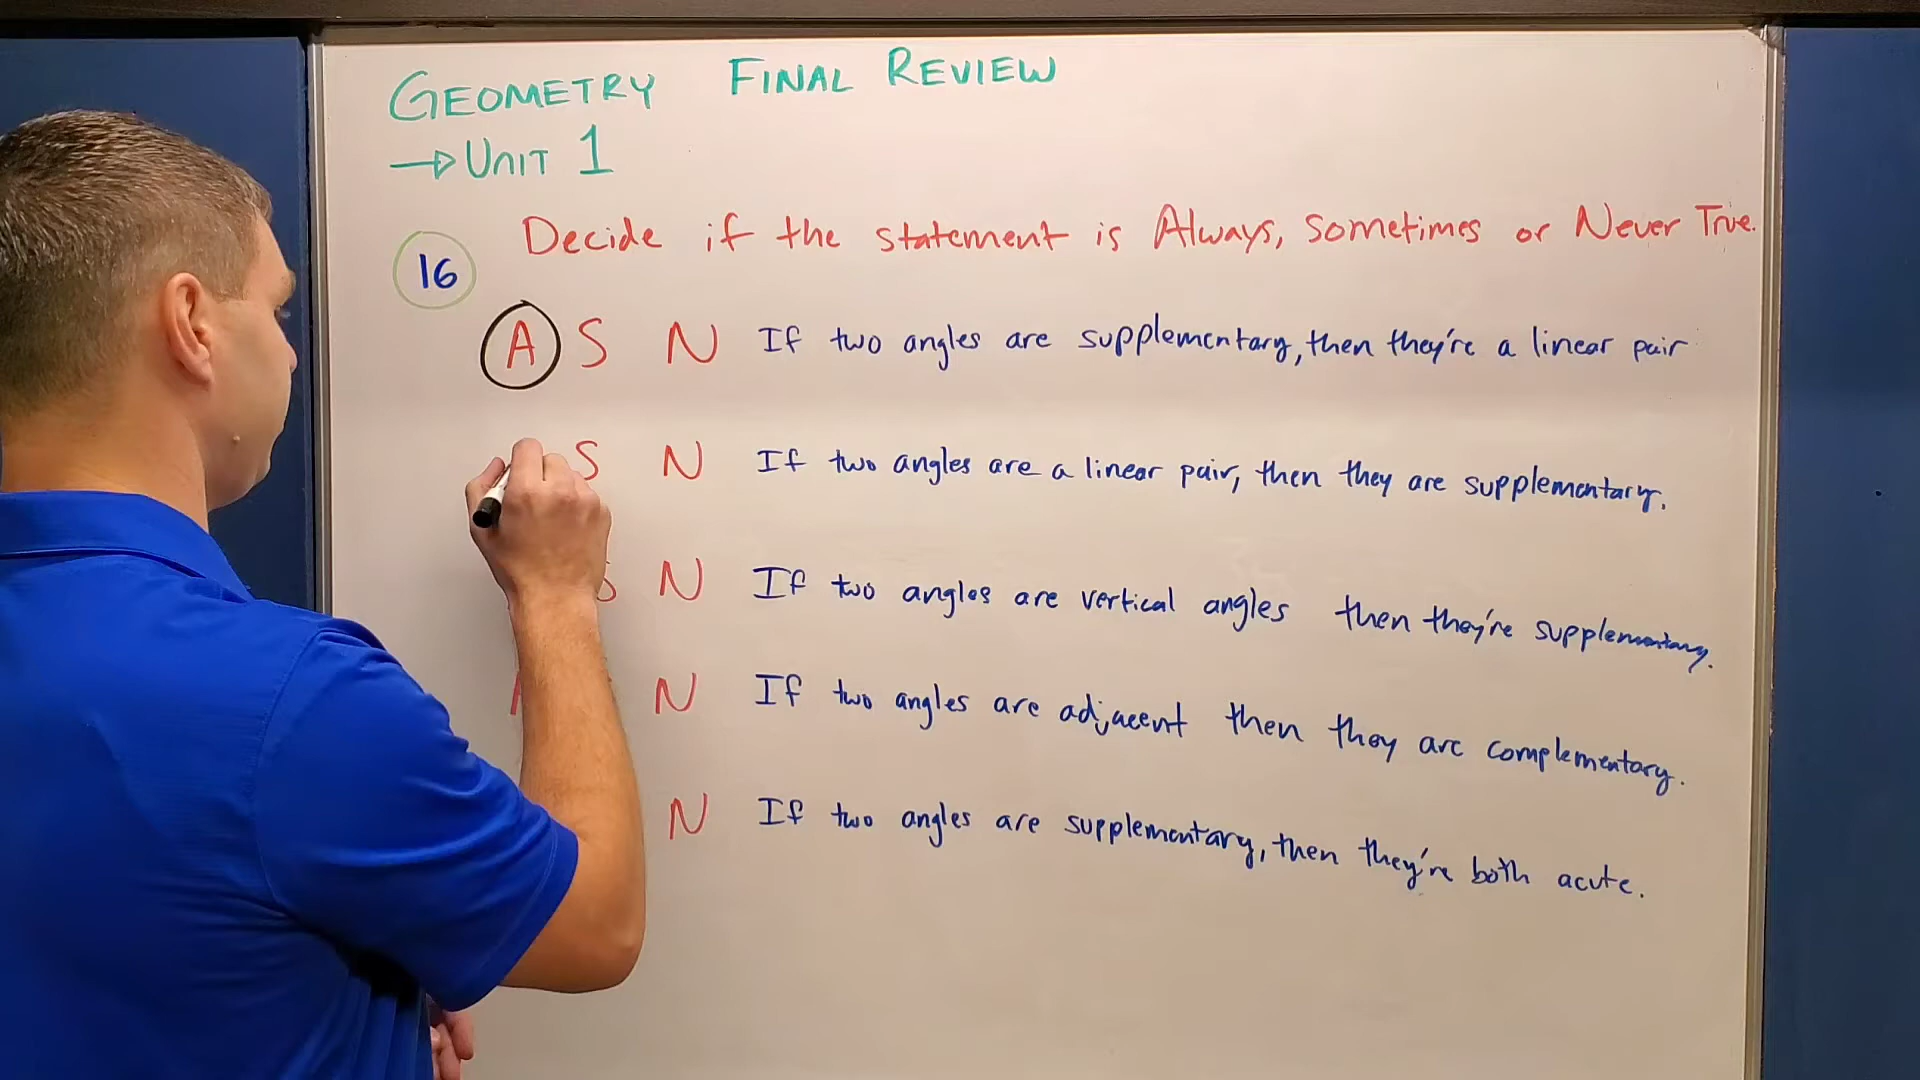 GEOMETRY FINAL REVIEW
→ UNIT 1
16 Decide if the statement is Always, Sometimes or Never True.
A S N If two angles are supplementary, then they're a linear pair
S N If two angles are a linear pair, then they are supplementary.
S N If two angles are vertical angles then they're supplementary.
N If two angles are adjacent then they are complementary.
N If two angles are supplementary, then they're both acute.